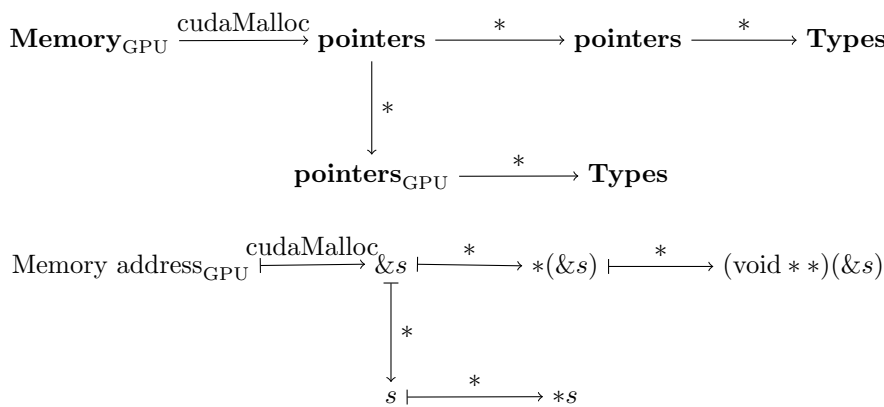 Memory_GPU cudaMalloc pointers * pointers * Types
*
pointers_GPU * Types
Memory address_GPU cudaMalloc &s * *(&s) * (void * *)(&s)
*
s * *s